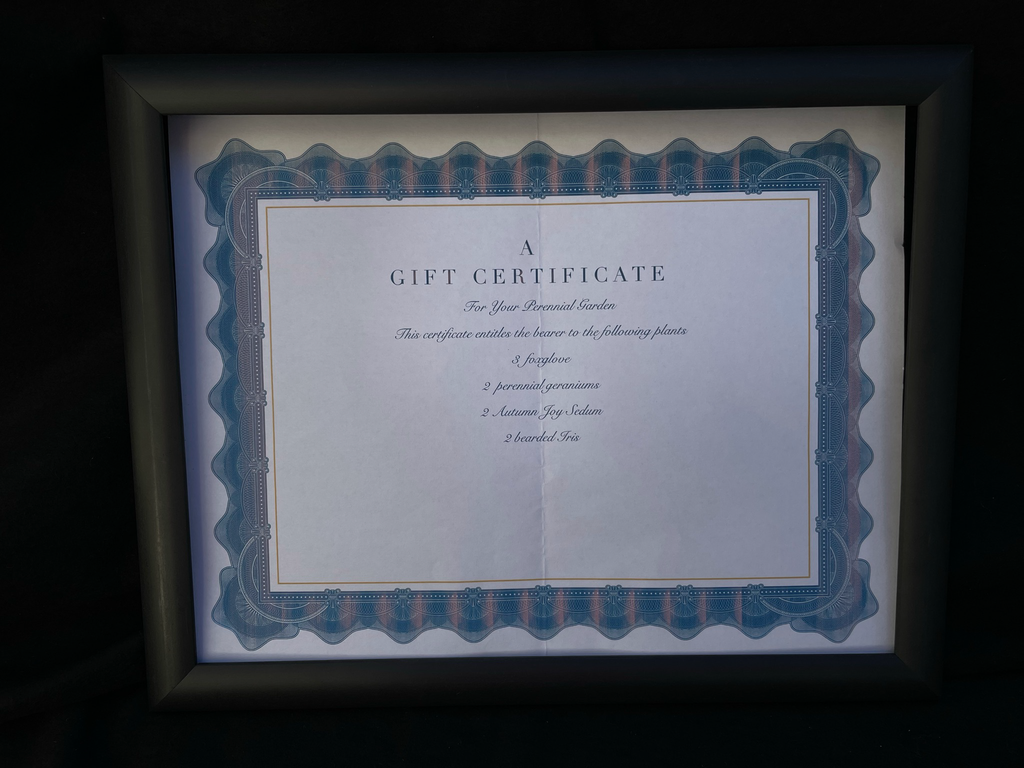 A
GIFT CERTIFICATE
For Your Perennial Garden
This certificate entitles the bearer to the following plants
3 foxglove
2 perennial geraniums
2 Autumn Joy Sedum
2 bearded Iris